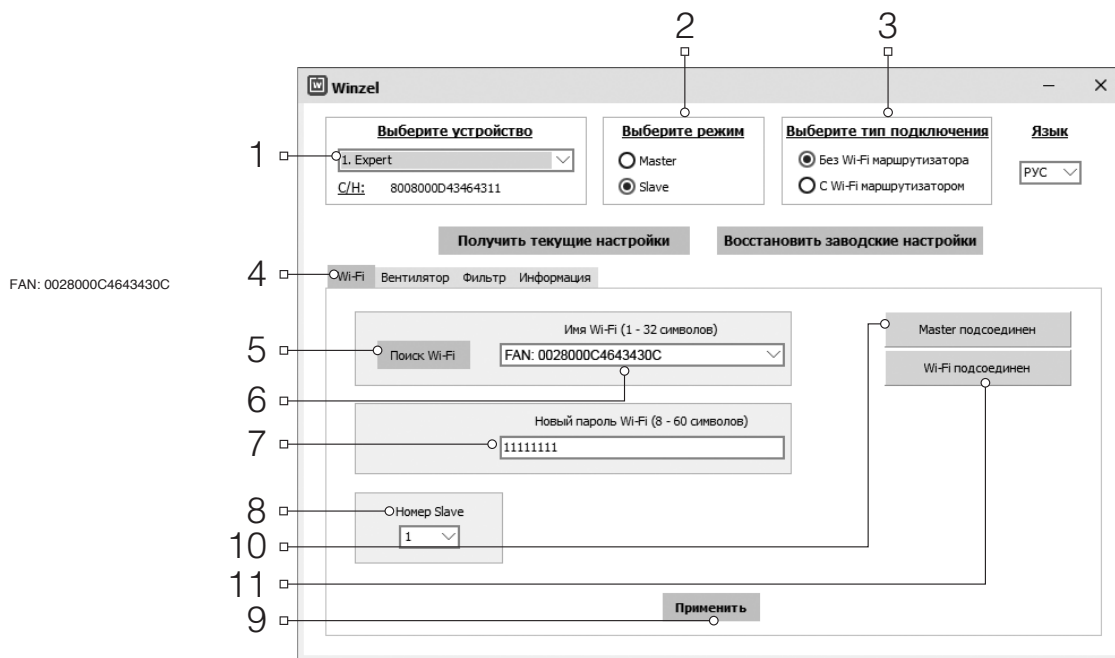 2
3
Winzel
Выберите устройство
Выберите режим
Выберите тип подключения
Язык
1
1. Expert
Master
Без Wi-Fi маршрутизатора
РУС
С/Н: 8008000D43464311
Slave
С Wi-Fi маршрутизатором
Получить текущие настройки
Восстановить заводские настройки
4
Wi-Fi Вентилятор Фильтр Информация
FAN: 0028000C4643430C
Имя Wi-Fi (1 - 32 символов)
Master подсоединен
5
Поиск Wi-Fi
FAN: 0028000C4643430C
Wi-Fi подсоединен
6
Новый пароль Wi-Fi (8 - 60 символов)
7
11111111
8
Номер Slave
1
10
11
Применить
9